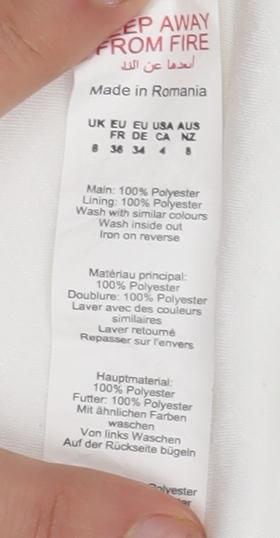 KEEP AWAY
FROM FIRE
أبعدها عن النار
Made in Romania
UK EU EU USA AUS
FR DE CA NZ
8 36 34 4 8
Main: 100% Polyester
Lining: 100% Polyester
Wash with similar colours
Wash inside out
Iron on reverse
Matériau principal:
100% Polyester
Doublure: 100% Polyester
Laver avec des couleurs
similaires
Laver retourné
Repasser sur l'envers
Hauptmaterial:
100% Polyester
Futter: 100% Polyester
Mit ähnlichen Farben
waschen
Von links Waschen
Auf der Rückseite bügeln
Polyester